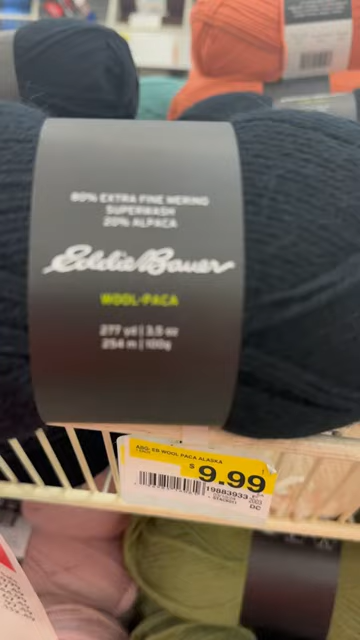 80% EXTRA FINE MERINO
SUPERWASH
20% ALPACA
Eddie Bauer
WOOL-PACA
277 yd | 3.5 oz
254 m | 100g
EB WOOL PACA ALASKA
$9.99
19883933